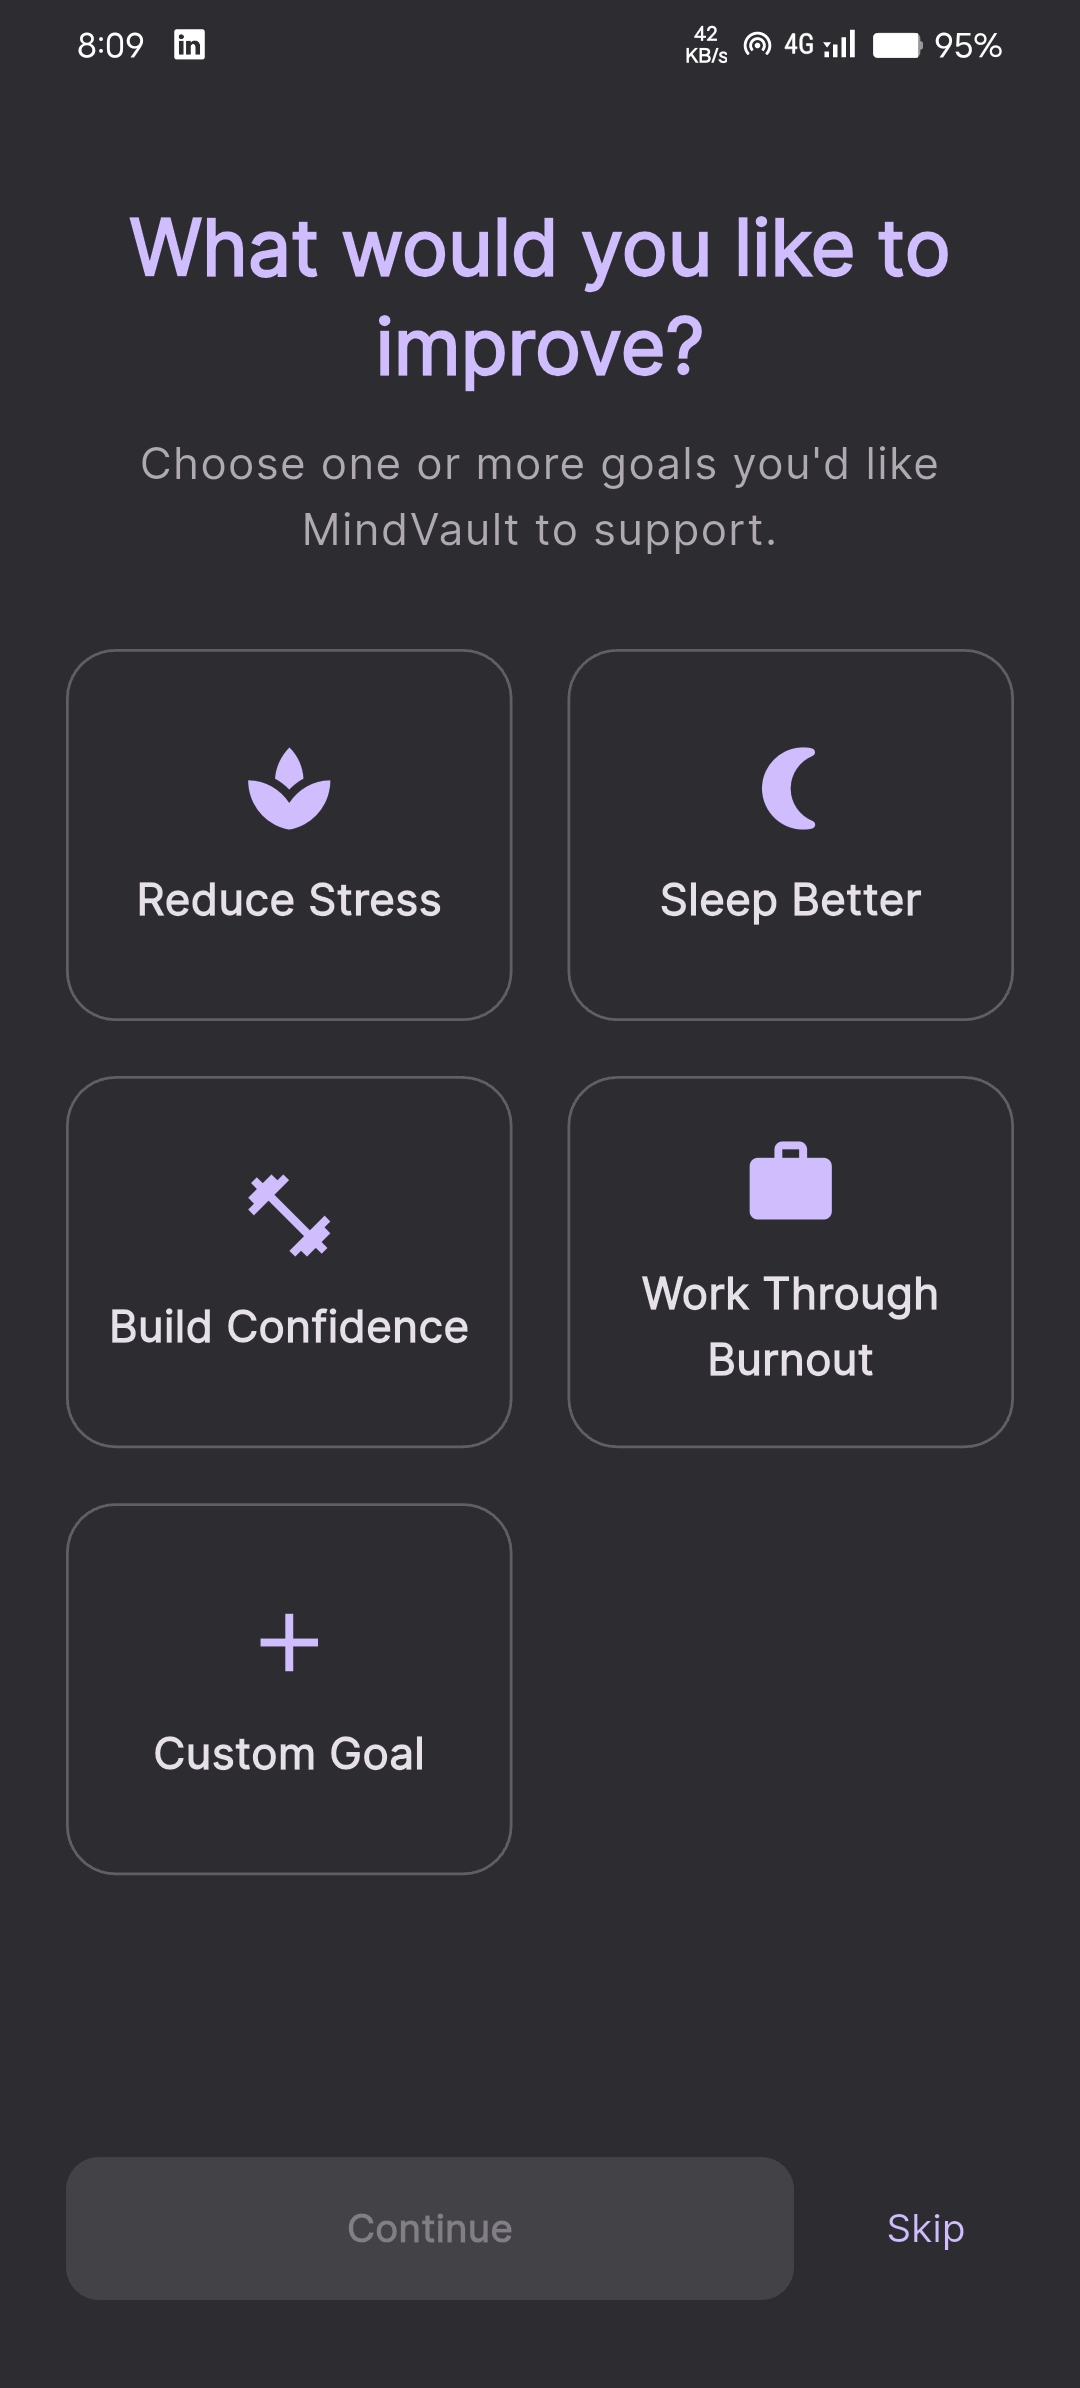 8:09
42
KB/s
4G
95%
What would you like to
improve?
Choose one or more goals you'd like
MindVault to support.
Reduce Stress
Sleep Better
Build Confidence
Work Through
Burnout
Custom Goal
Continue
Skip